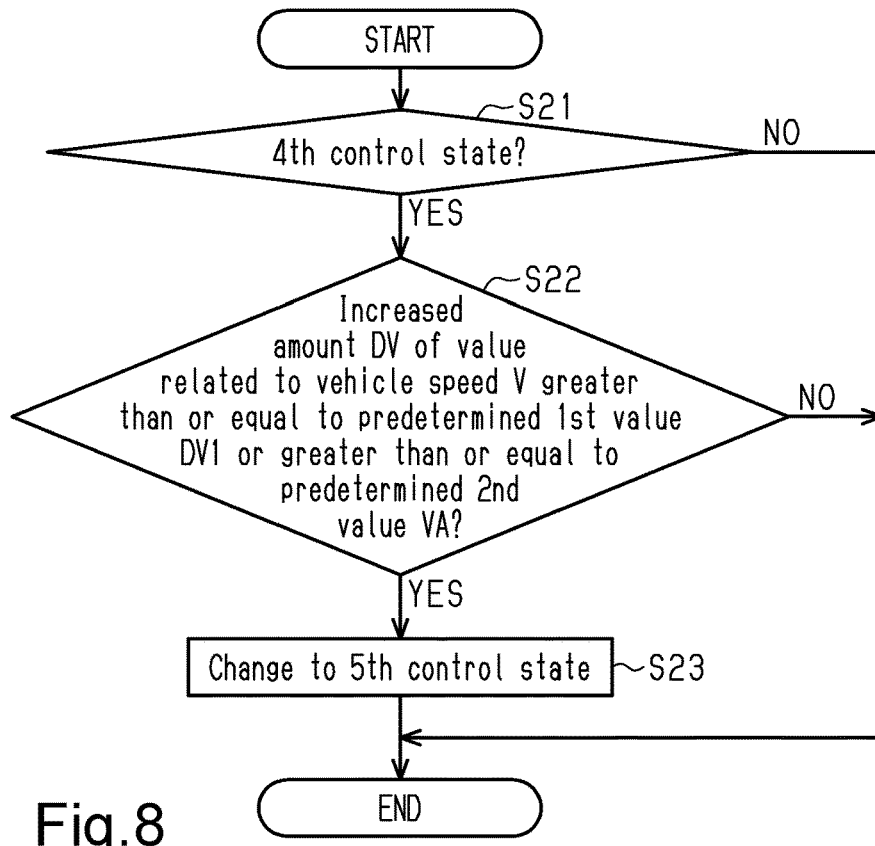 START
S21
4th control state?
NO
YES
S22
Increased
amount DV of value
related to vehicle speed V greater
than or equal to predetermined 1st value
DV1 or greater than or equal to
predetermined 2nd
value VA?
NO
YES
Change to 5th control state
S23
END
Fig.8